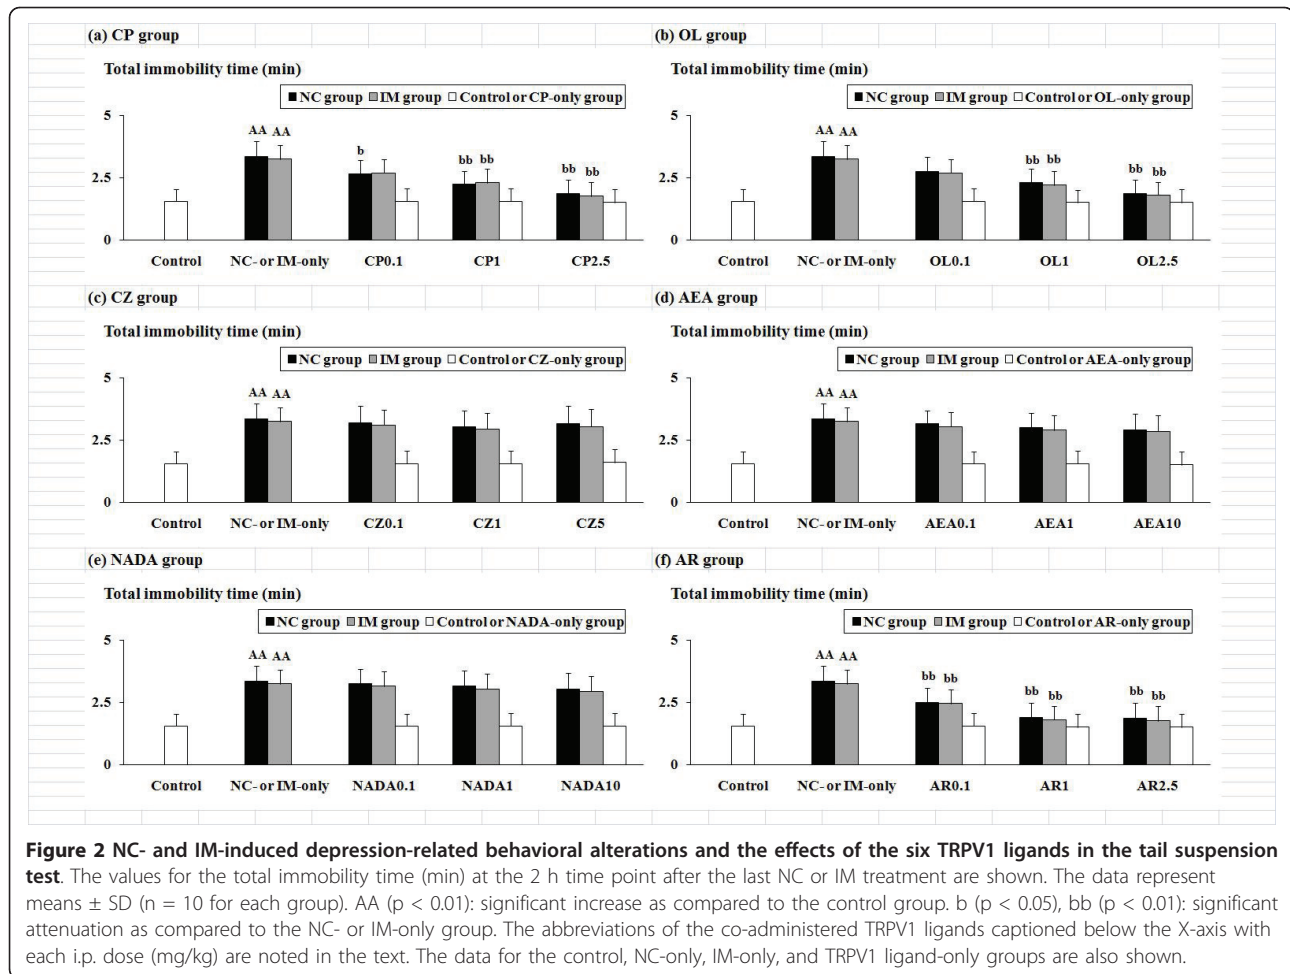 (a) CP group
Total immobility time (min)
NC group IM group Control or CP-only group
5
AA AA
b
bb bb
bb bb
2.5
0
Control NC- or IM-only CP0.1 CP1 CP2.5
(b) OL group
Total immobility time (min)
NC group IM group Control or OL-only group
5
AA AA
bb bb
bb bb
2.5
0
Control NC- or IM-only OL0.1 OL1 OL2.5
(c) CZ group
Total immobility time (min)
NC group IM group Control or CZ-only group
5
AA AA
2.5
0
Control NC- or IM-only CZ0.1 CZ1 CZ5
(d) AEA group
Total immobility time (min)
NC group IM group Control or AEA-only group
5
AA AA
2.5
0
Control NC- or IM-only AEA0.1 AEA1 AEA10
(e) NADA group
Total immobility time (min)
NC group IM group Control or NADA-only group
5
AA AA
2.5
0
Control NC- or IM-only NADA0.1 NADA1 NADA10
(f) AR group
Total immobility time (min)
NC group IM group Control or AR-only group
5
AA AA
bb bb
bb bb
bb bb
2.5
0
Control NC- or IM-only AR0.1 AR1 AR2.5
Figure 2 NC- and IM-induced depression-related behavioral alterations and the effects of the six TRPV1 ligands in the tail suspension
test. The values for the total immobility time (min) at the 2 h time point after the last NC or IM treatment are shown. The data represent
means ± SD (n = 10 for each group). AA (p < 0.01): significant increase as compared to the control group. b (p < 0.05), bb (p < 0.01): significant
attenuation as compared to the NC- or IM-only group. The abbreviations of the co-administered TRPV1 ligands captioned below the X-axis with
each i.p. dose (mg/kg) are noted in the text. The data for the control, NC-only, IM-only, and TRPV1 ligand-only groups are also shown.